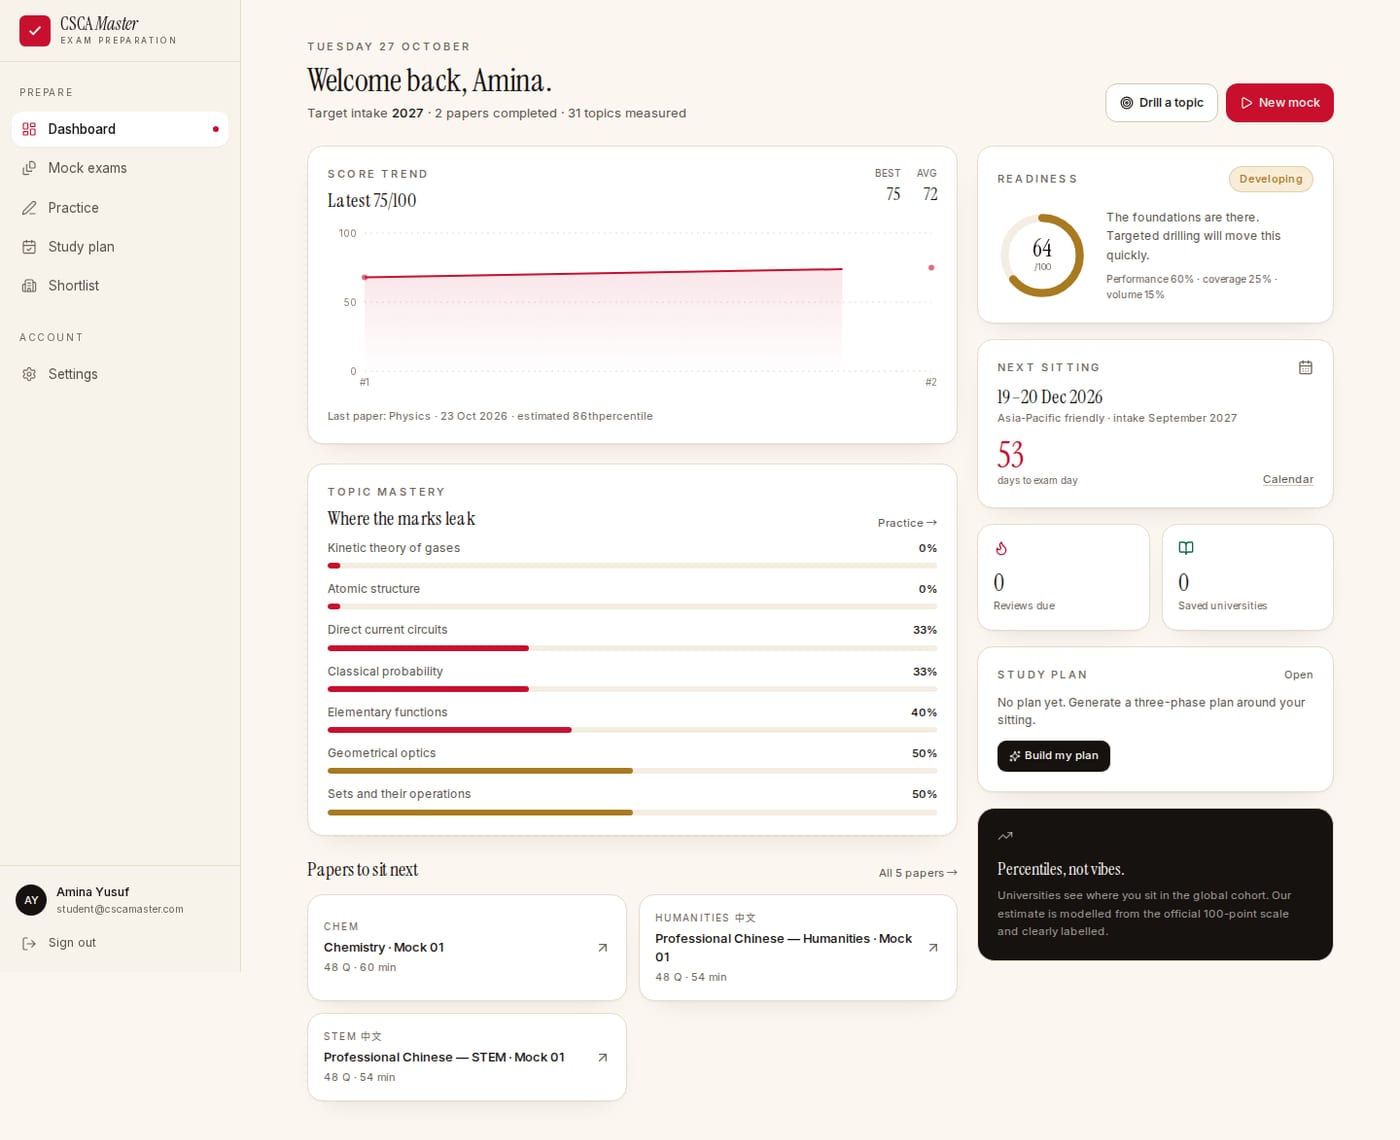 CSCA Master
EXAM PREPARATION
PREPARE
Dashboard
Mock exams
Practice
Study plan
Shortlist
ACCOUNT
Settings
AY
Amina Yusuf
student@cscamaster.com
Sign out
TUESDAY 27 OCTOBER
Welcome back, Amina.
Target intake 2027 · 2 papers completed · 31 topics measured
Drill a topic
New mock
SCORE TREND
Latest 75/100
BEST AVG
75 72
100
50
0
#1 #2
Last paper: Physics · 23 Oct 2026 · estimated 86thpercentile
TOPIC MASTERY
Where the marks leak
Practice →
Kinetic theory of gases 0%
Atomic structure 0%
Direct current circuits 33%
Classical probability 33%
Elementary functions 40%
Geometrical optics 50%
Sets and their operations 50%
Papers to sit next
All 5 papers →
CHEM
Chemistry · Mock 01
48 Q · 60 min
HUMANITIES 中文
Professional Chinese — Humanities · Mock
01
48 Q · 54 min
STEM 中文
Professional Chinese — STEM · Mock 01
48 Q · 54 min
READINESS
Developing
64
/100
The foundations are there.
Targeted drilling will move this
quickly.
Performance 60% · coverage 25% ·
volume 15%
NEXT SITTING
19–20 Dec 2026
Asia-Pacific friendly · intake September 2027
53
days to exam day
Calendar
0
Reviews due
0
Saved universities
STUDY PLAN
Open
No plan yet. Generate a three-phase plan around your
sitting.
Build my plan
Percentiles, not vibes.
Universities see where you sit in the global cohort. Our
estimate is modelled from the official 100-point scale
and clearly labelled.